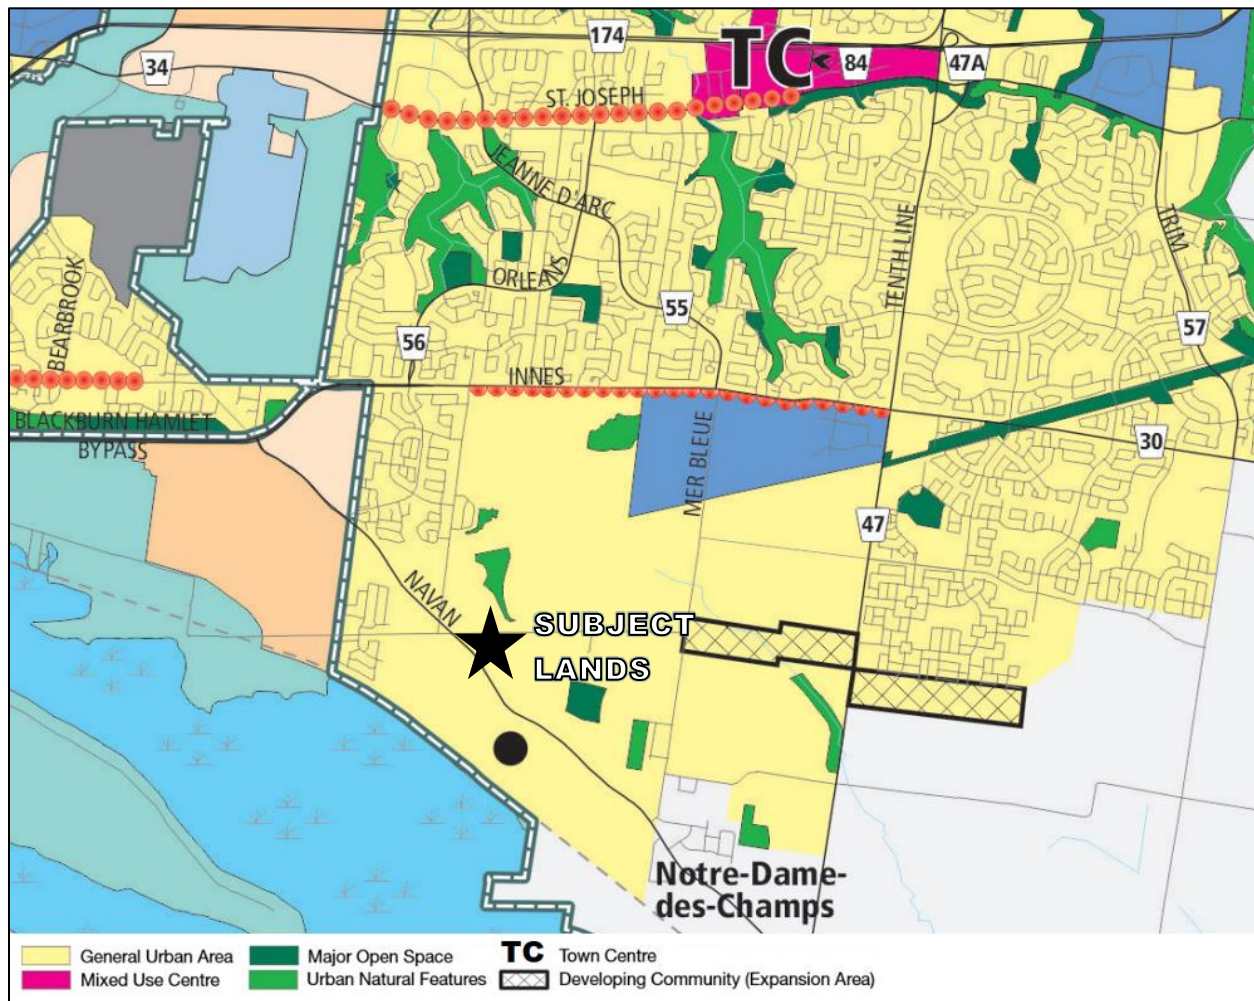 174
TC
34
84
47A
ST. JOSEPH
JEANNE D'ARC
TENTH LINE
TRIM
BEARBROOK
ORLEANS
55
57
56
INNES
BLACKBURN HAMLET
BYPASS
MER BLEUE
30
47
NAVAN
SUBJECT
LANDS
Notre-Dame-
des-Champs
General Urban Area
Major Open Space
TC
Town Centre
Mixed Use Centre
Urban Natural Features
Developing Community (Expansion Area)